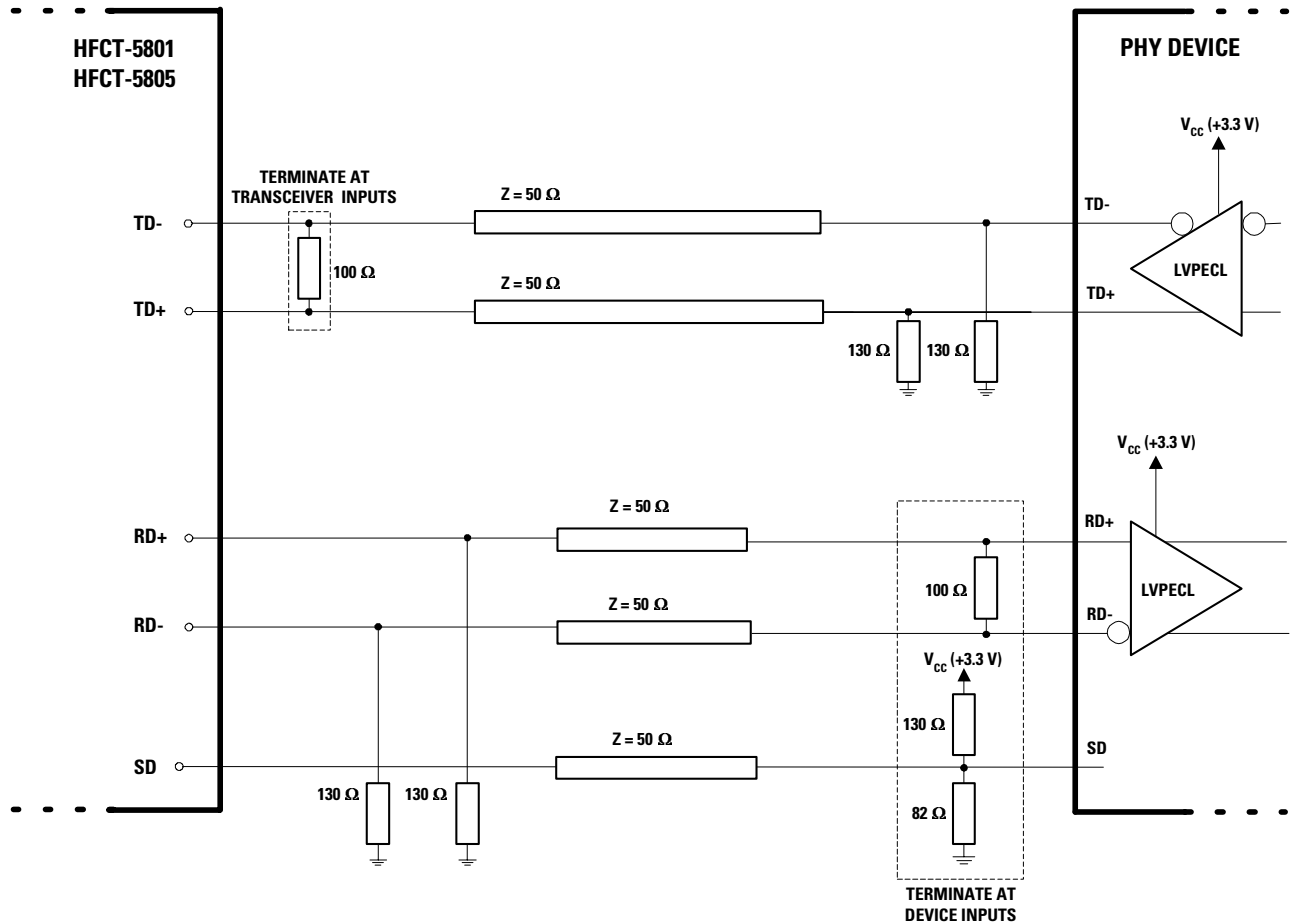 HFCT-5801
HFCT-5805
PHY DEVICE
V_CC (+3.3 V)
TERMINATE AT
TRANSCEIVER INPUTS
Z = 50 Ω
TD-
TD-
LVPECL
100 Ω
Z = 50 Ω
TD+
TD+
130 Ω
130 Ω
V_CC (+3.3 V)
Z = 50 Ω
RD+
RD+
100 Ω
LVPECL
Z = 50 Ω
RD-
RD-
V_CC (+3.3 V)
130 Ω
Z = 50 Ω
SD
SD
130 Ω
130 Ω
82 Ω
TERMINATE AT
DEVICE INPUTS